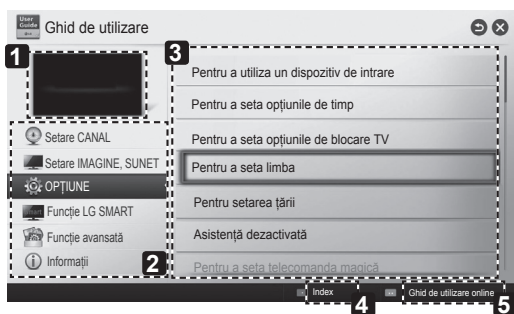 User Guide
Ghid de utilizare
1
3
Setare CANAL
Setare IMAGINE, SUNET
OPȚIUNE
Funcție LG SMART
Funcție avansată
Informații
2
Pentru a utiliza un dispozitiv de intrare
Pentru a seta opțiunile de timp
Pentru a seta opțiunile de blocare TV
Pentru a seta limba
Pentru setarea țării
Asistență dezactivată
Pentru a seta telecomanda magică
Index
4
Ghid de utilizare online
5